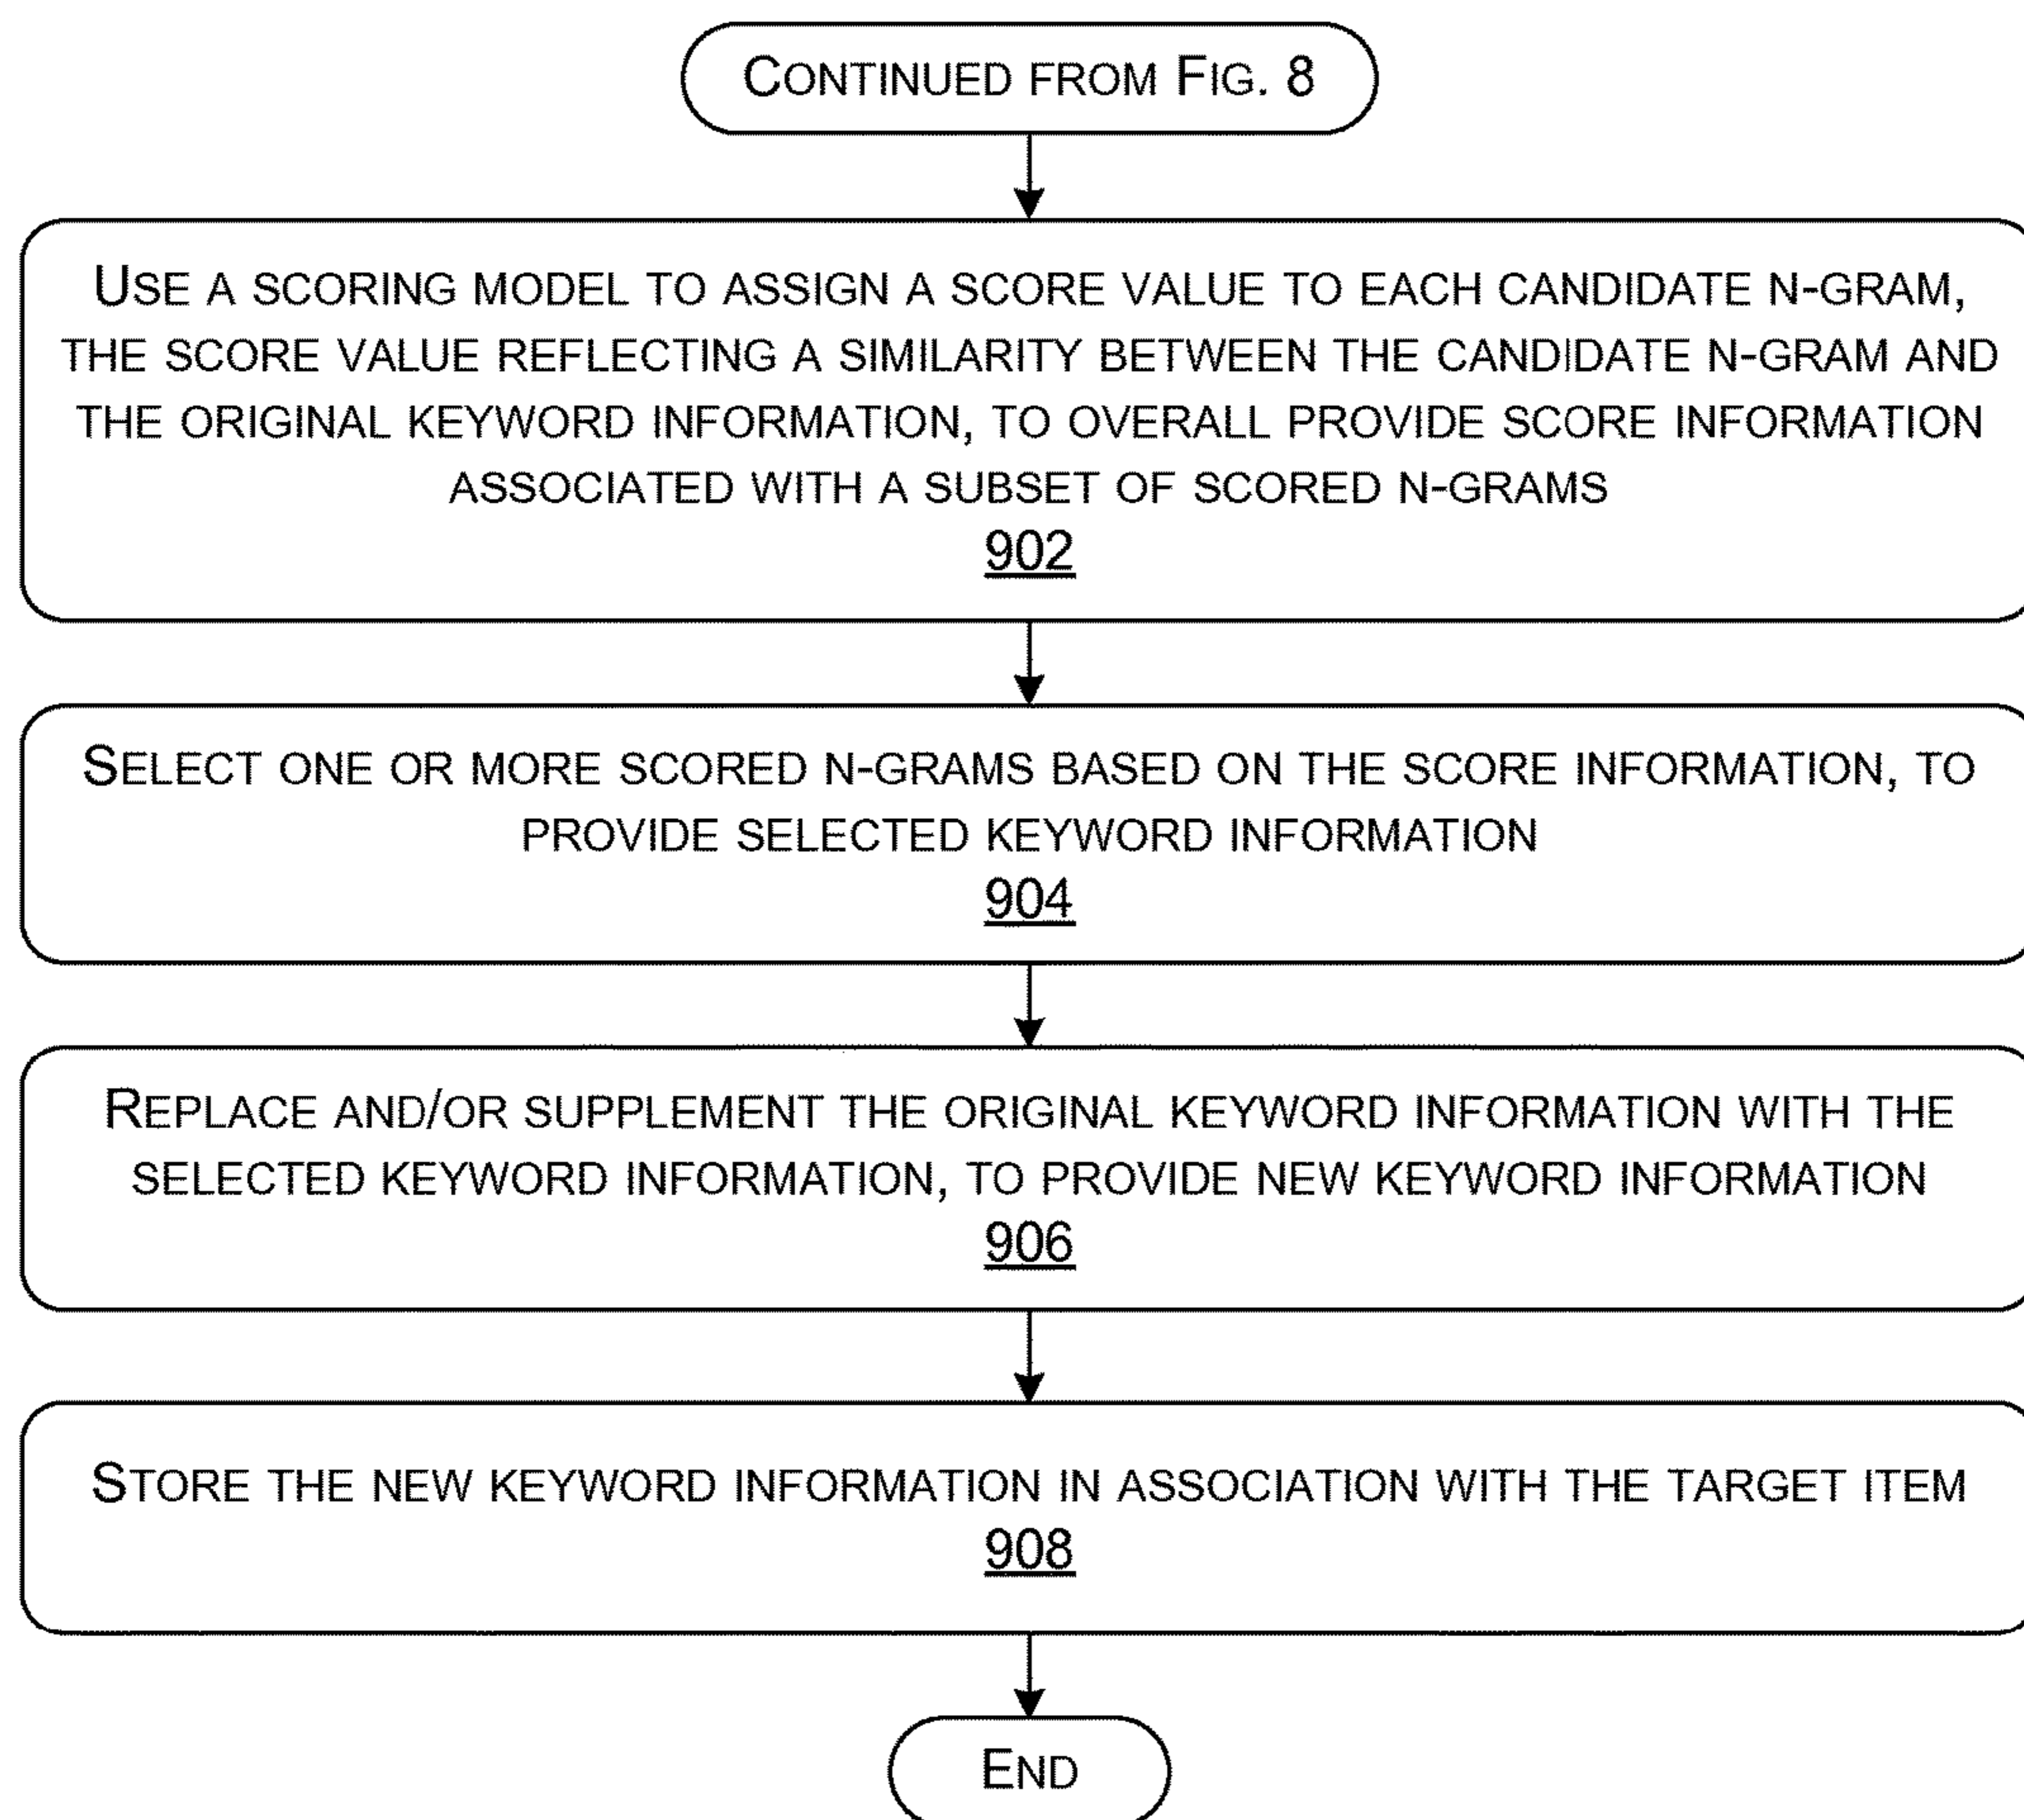 CONTINUED FROM FIG. 8
USE A SCORING MODEL TO ASSIGN A SCORE VALUE TO EACH CANDIDATE N-GRAM,
THE SCORE VALUE REFLECTING A SIMILARITY BETWEEN THE CANDIDATE N-GRAM AND
THE ORIGINAL KEYWORD INFORMATION, TO OVERALL PROVIDE SCORE INFORMATION
ASSOCIATED WITH A SUBSET OF SCORED N-GRAMS
902
SELECT ONE OR MORE SCORED N-GRAMS BASED ON THE SCORE INFORMATION, TO
PROVIDE SELECTED KEYWORD INFORMATION
904
REPLACE AND/OR SUPPLEMENT THE ORIGINAL KEYWORD INFORMATION WITH THE
SELECTED KEYWORD INFORMATION, TO PROVIDE NEW KEYWORD INFORMATION
906
STORE THE NEW KEYWORD INFORMATION IN ASSOCIATION WITH THE TARGET ITEM
908
END